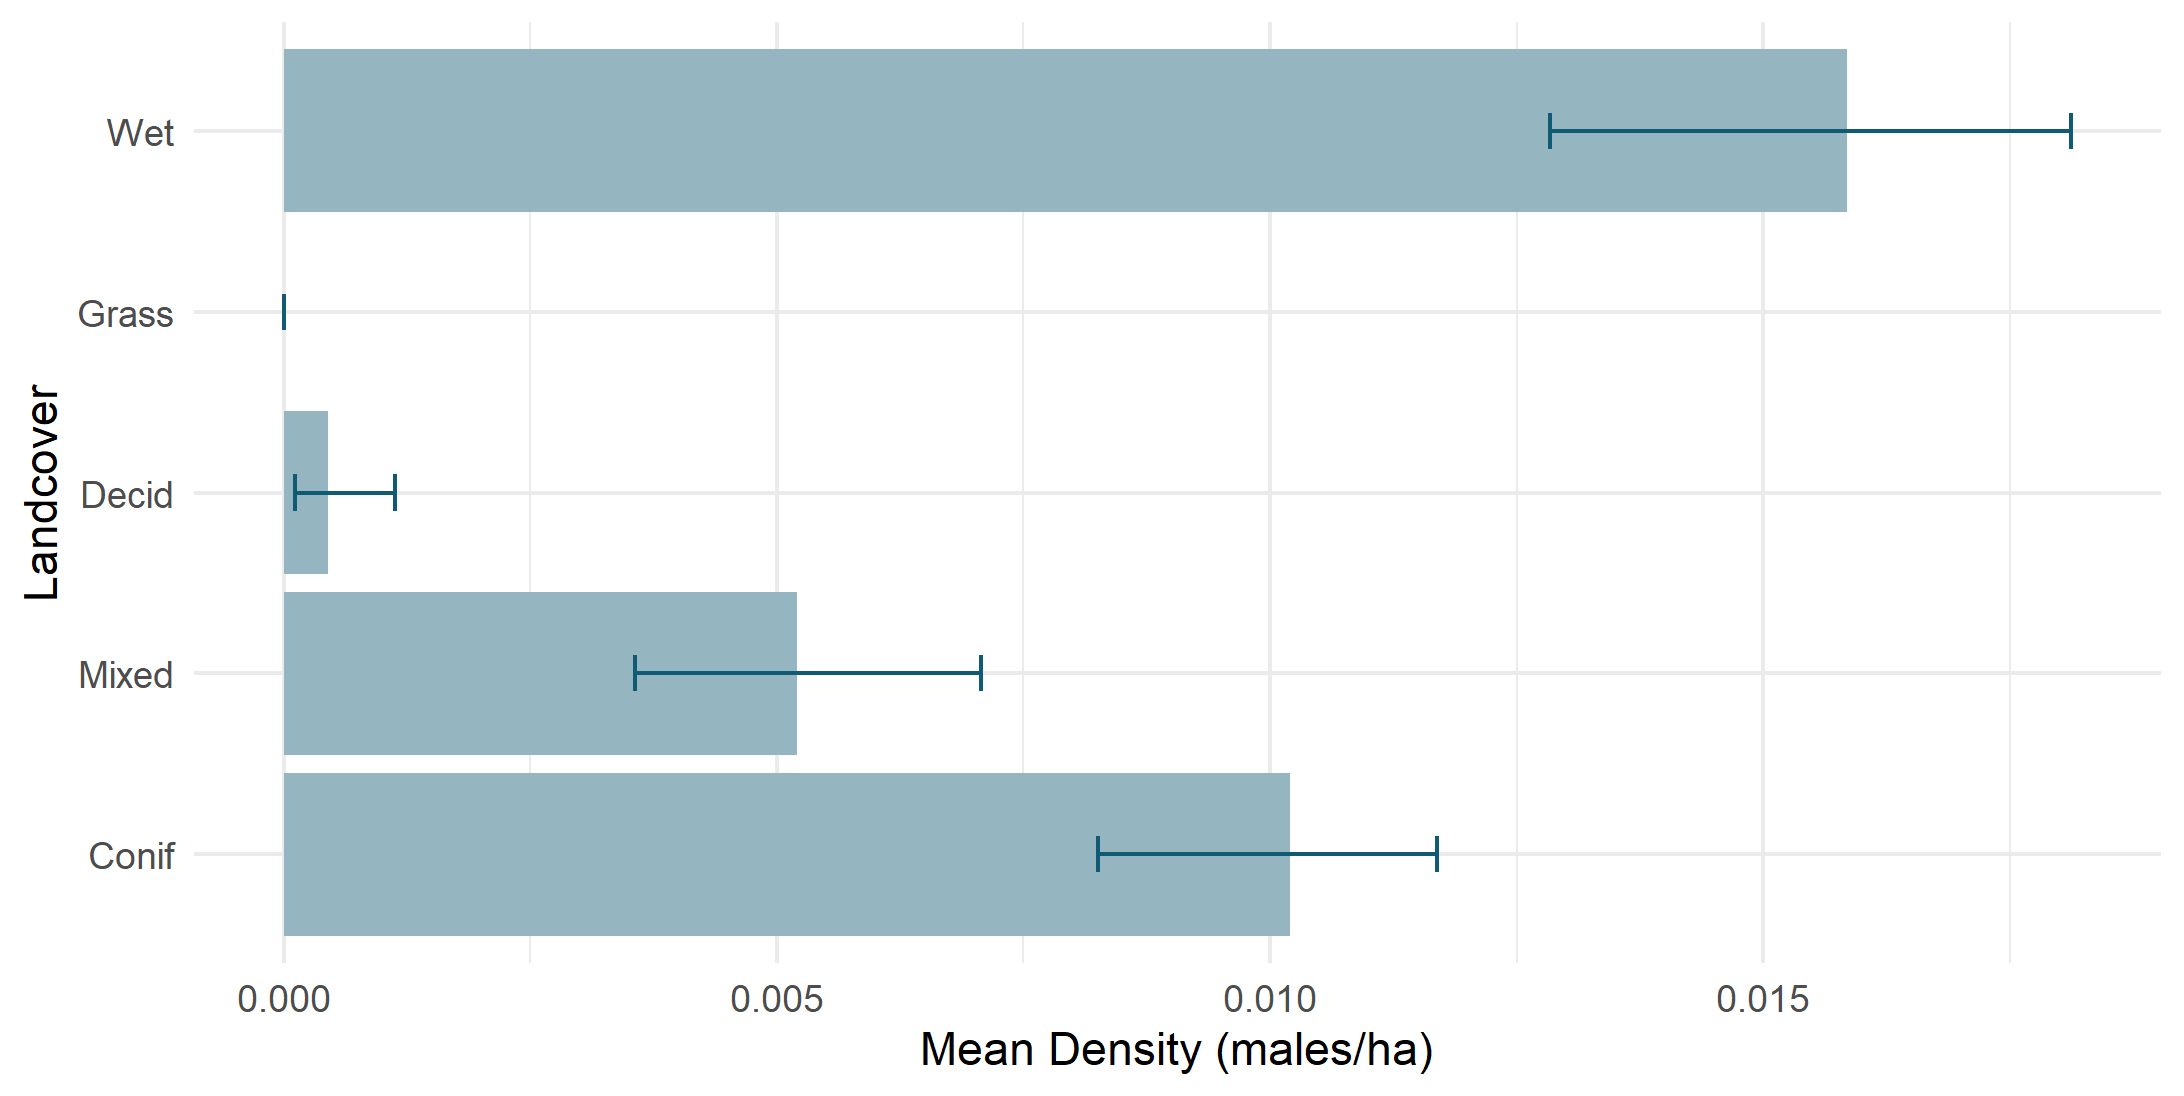 Landcover
Wet
Grass
Decid
Mixed
Conif
0.000 0.005 0.010 0.015
Mean Density (males/ha)